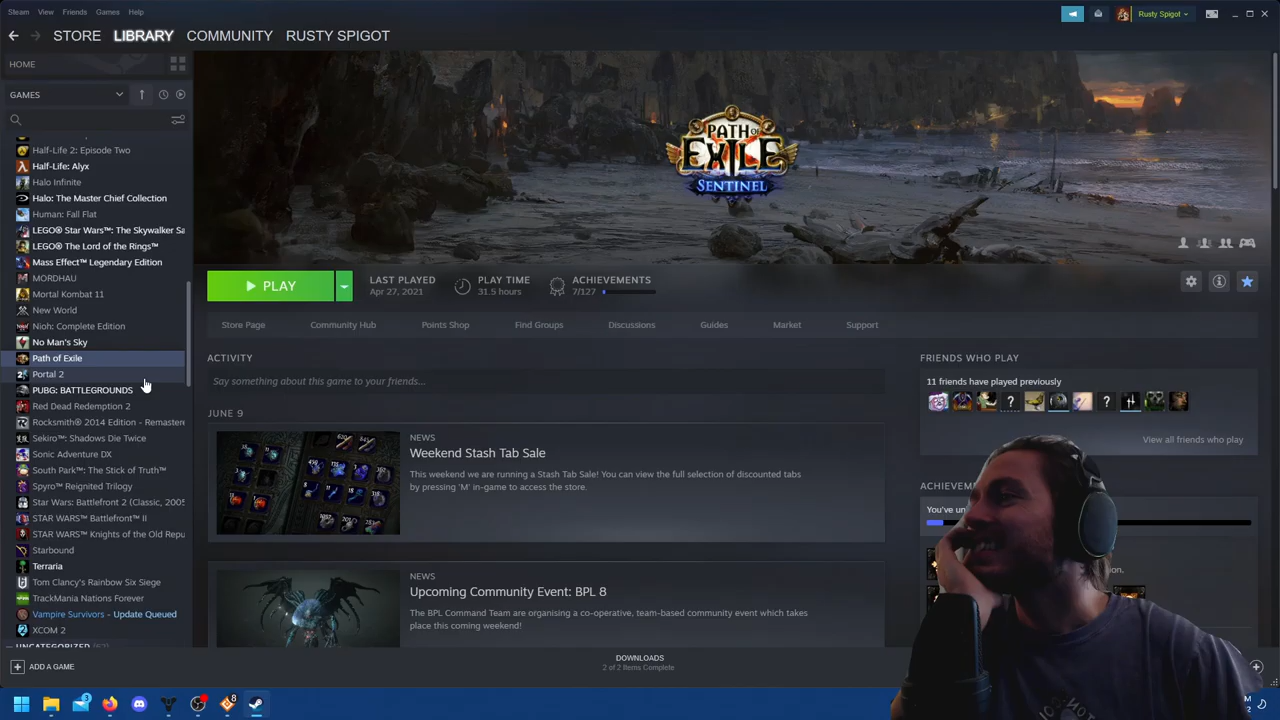 Steam View Friends Games Help
Rusty Spigot
STORE LIBRARY COMMUNITY RUSTY SPIGOT
HOME
GAMES
Half-Life 2: Episode Two
Half-Life: Alyx
Halo Infinite
Halo: The Master Chief Collection
Human: Fall Flat
LEGO® Star Wars™: The Skywalker Sa
LEGO® The Lord of the Rings™
Mass Effect™ Legendary Edition
MORDHAU
Mortal Kombat 11
New World
Nioh: Complete Edition
No Man's Sky
Path of Exile
Portal 2
PUBG: BATTLEGROUNDS
Red Dead Redemption 2
Rocksmith® 2014 Edition - Remastere
Sekiro™: Shadows Die Twice
Sonic Adventure DX
South Park™: The Stick of Truth™
Spyro™ Reignited Trilogy
Star Wars: Battlefront 2 (Classic, 2005
STAR WARS™ Battlefront™ II
STAR WARS™ Knights of the Old Repu
Starbound
Terraria
Tom Clancy's Rainbow Six Siege
TrackMania Nations Forever
Vampire Survivors - Update Queued
XCOM 2
ADD A GAME
PATH OF
EXILE
SENTINEL
PLAY
LAST PLAYED
Apr 27, 2021
PLAY TIME
31.5 hours
ACHIEVEMENTS
7/127
Store Page Community Hub Points Shop Find Groups Discussions Guides Market Support
ACTIVITY
Say something about this game to your friends...
JUNE 9
NEWS
Weekend Stash Tab Sale
This weekend we are running a Stash Tab Sale! You can view the full selection of discounted tabs
by pressing 'M' in-game to access the store.
NEWS
Upcoming Community Event: BPL 8
The BPL Command Team are organising a co-operative, team-based community event which takes
place this coming weekend!
FRIENDS WHO PLAY
11 friends have played previously
View all friends who play
ACHIEVEM
You've un
DOWNLOADS
2 of 2 Items Complete